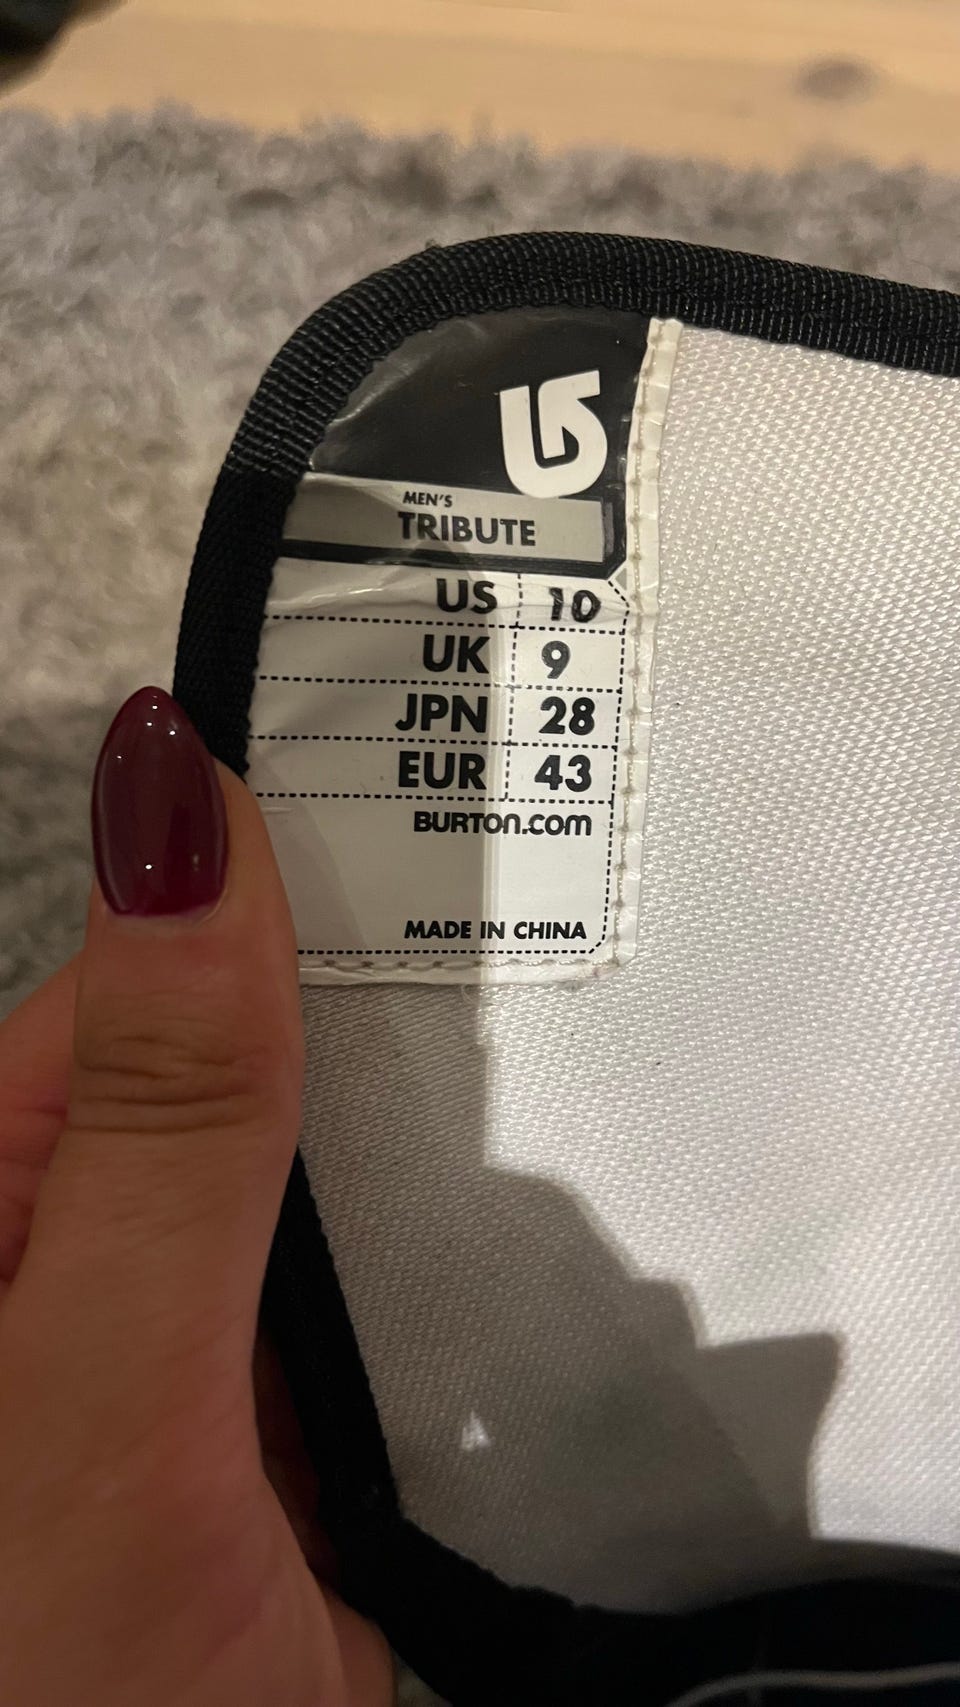 MEN'S
TRIBUTE
US 10
UK 9
JPN 28
EUR 43
BURTON.COM
MADE IN CHINA